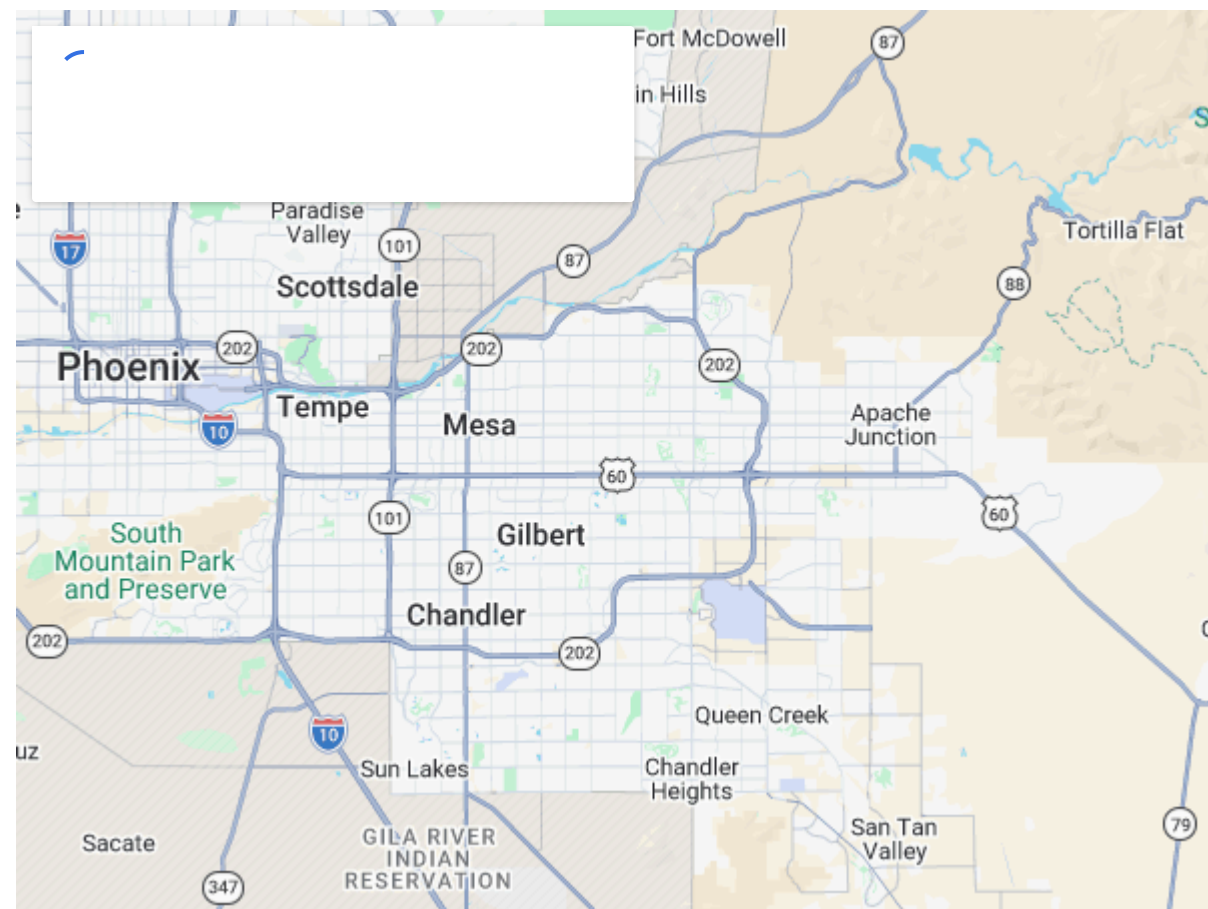 Fort McDowell
87
in Hills
Paradise
Valley
17
101
87
Tortilla Flat
Scottsdale
88
202
202
202
Phoenix
Tempe
Mesa
Apache
Junction
10
60
101
60
South
Mountain Park
and Preserve
Gilbert
87
Chandler
202
202
Queen Creek
10
uz
Sun Lakes
Chandler
Heights
Sacate
GILA RIVER
INDIAN
RESERVATION
San Tan
Valley
79
347